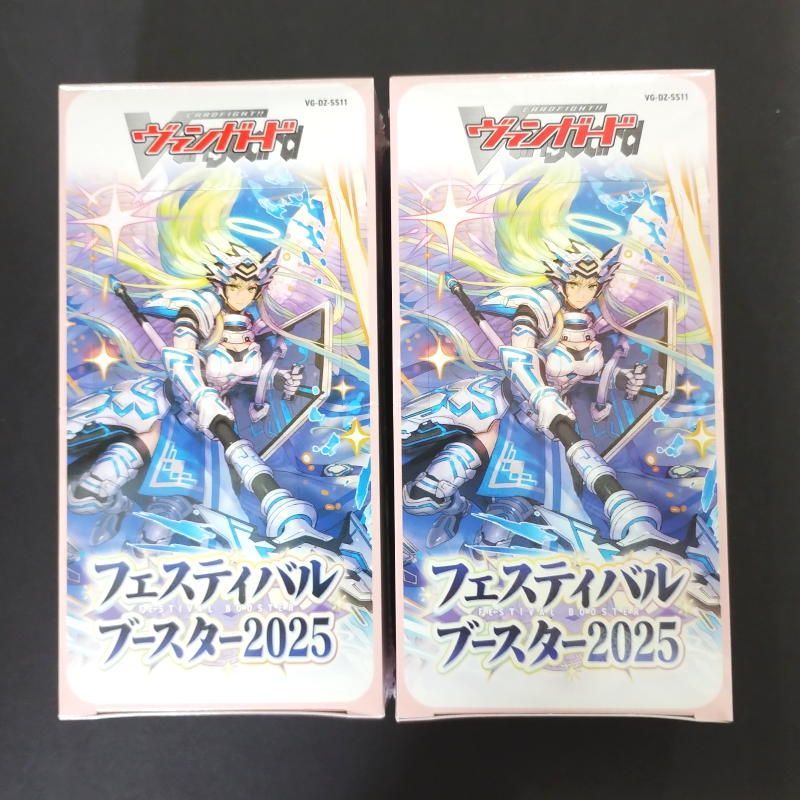 VG-DZ-SS11
CARDFIGHT!!
ヴァンガード
Vanguard
フェスティバル
FESTIVAL BOOSTER
ブースター2025
VG-DZ-SS11
CARDFIGHT!!
ヴァンガード
Vanguard
フェスティバル
FESTIVAL BOOSTER
ブースター2025